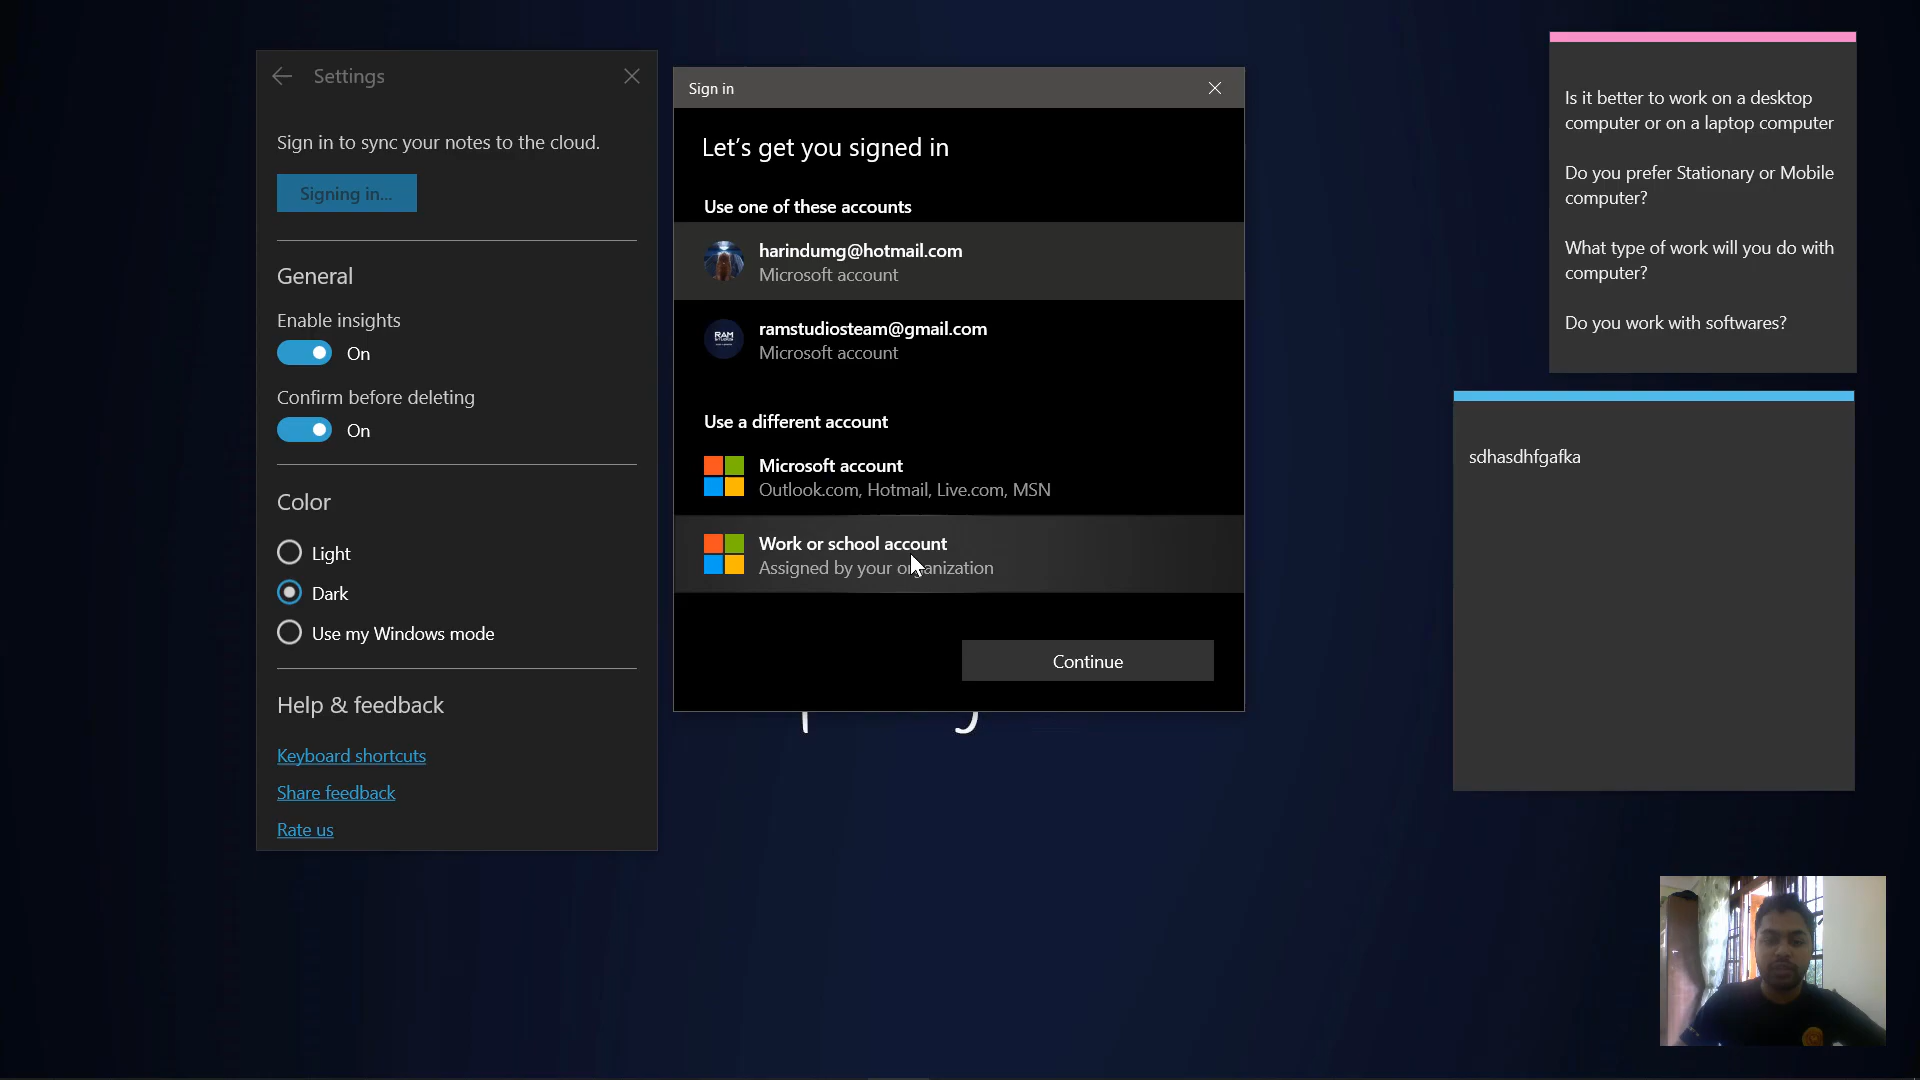 Settings
Sign in to sync your notes to the cloud.
Signing in...
General
Enable insights
On
Confirm before deleting
On
Color
Light
Dark
Use my Windows mode
Help & feedback
Keyboard shortcuts
Share feedback
Rate us
Sign in
Let's get you signed in
Use one of these accounts
harindumg@hotmail.com
Microsoft account
RAM
STUDIOS
ramstudiosteam@gmail.com
Microsoft account
Use a different account
Microsoft account
Outlook.com, Hotmail, Live.com, MSN
Work or school account
Assigned by your organization
Continue
Is it better to work on a desktop
computer or on a laptop computer
Do you prefer Stationary or Mobile
computer?
What type of work will you do with
computer?
Do you work with softwares?
sdhasdhfgafka